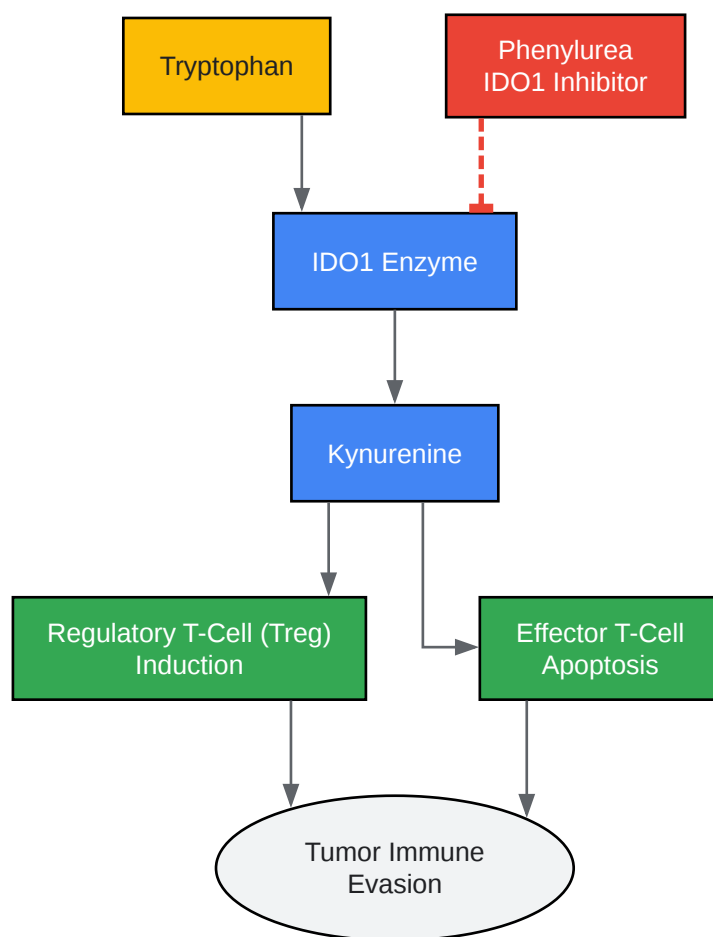 Tryptophan
Phenylurea
IDO1 Inhibitor
IDO1 Enzyme
Kynurenine
Regulatory T-Cell (Treg)
Induction
Effector T-Cell
Apoptosis
Tumor Immune
Evasion